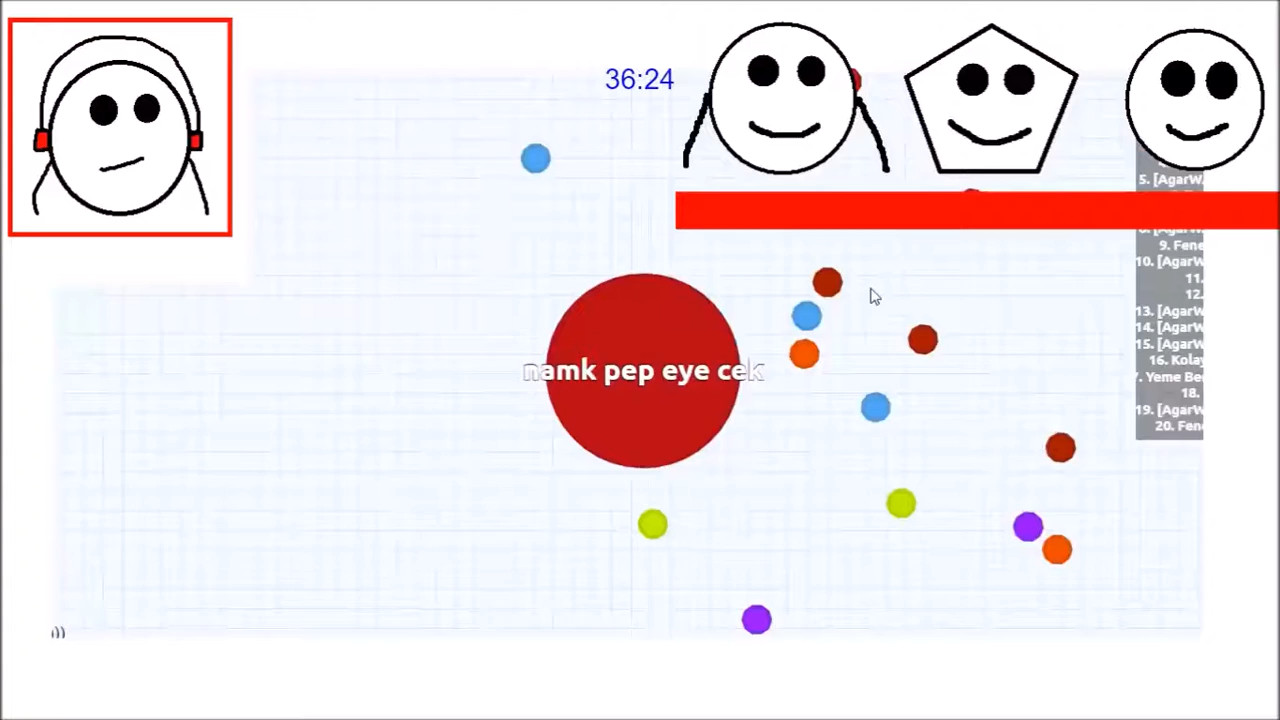 36:24
5. [AgarW
9. Fene
10. [AgarW
11.
12.
13. [AgarW
14. [AgarW
15. [AgarW
16. Kolay
7. Yeme Be
18.
19. [AgarW
20. Fene
namk pep eye cek
))